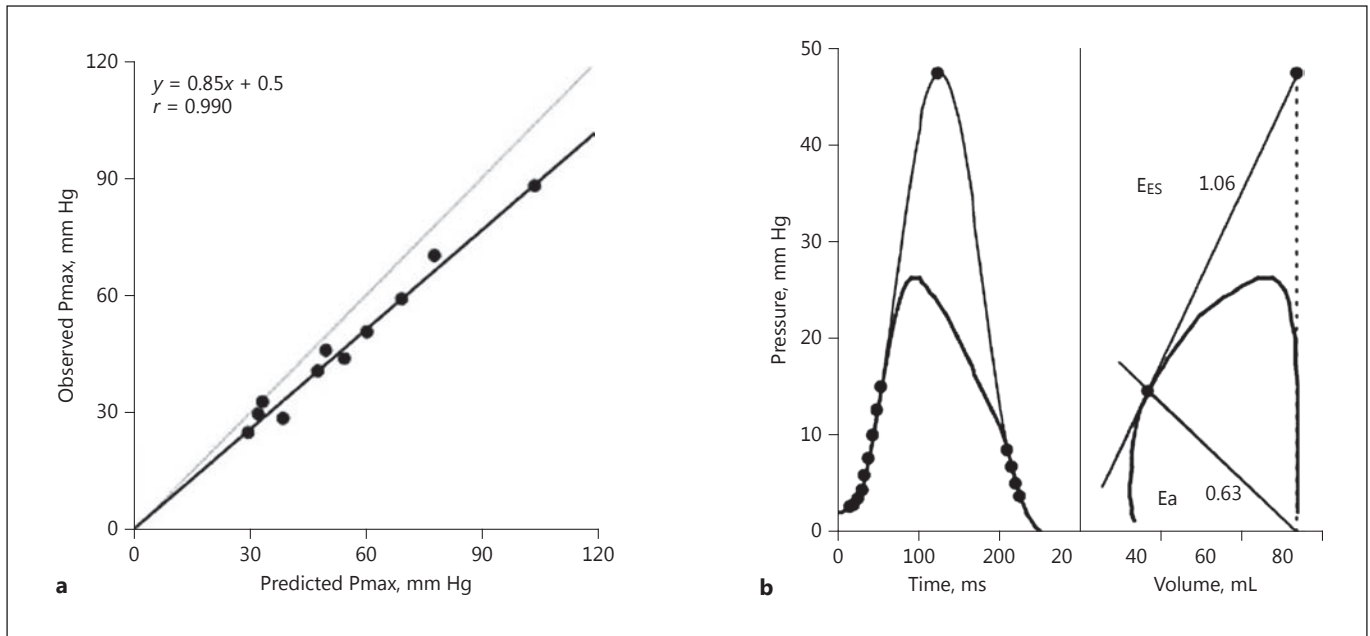 120
90
60
30
0
0
30
60
90
120
y = 0.85x + 0.5
r = 0.990
Observed Pmax, mm Hg
Predicted Pmax, mm Hg
a
50
40
30
20
10
0
Pressure, mm Hg
0
100
200
20
40
60
80
Time, ms
Volume, mL
EES 1.06
Ea 0.63
b